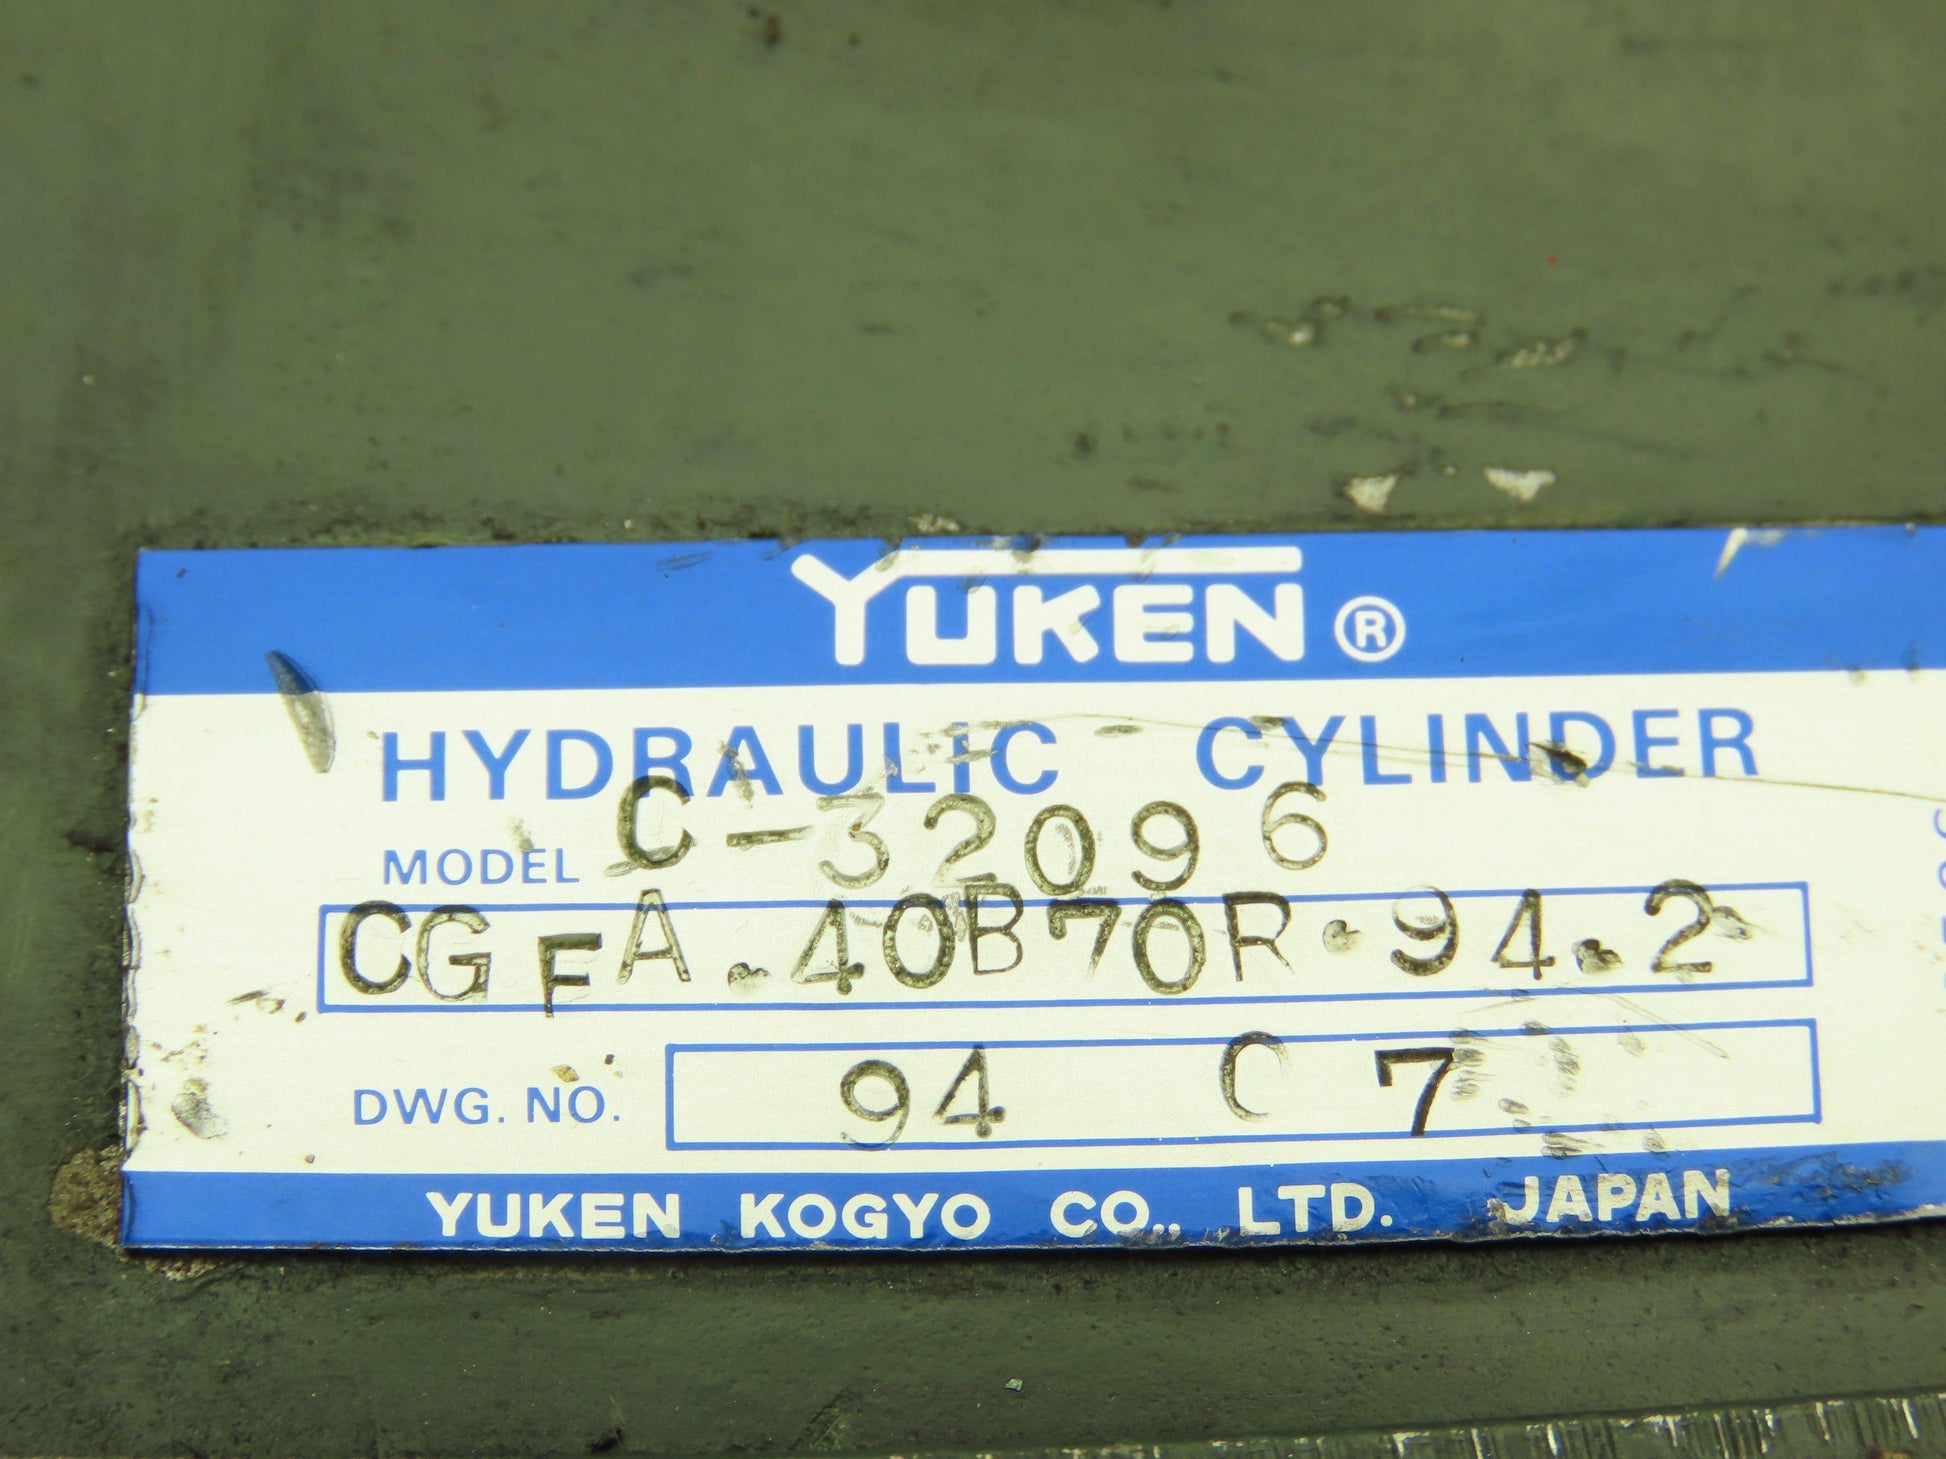 YUKEN®
HYDRAULIC CYLINDER
C-32096
MODEL
CGFA.40B70R.94.2
DWG. NO. 94 07
YUKEN KOGYO CO., LTD. JAPAN